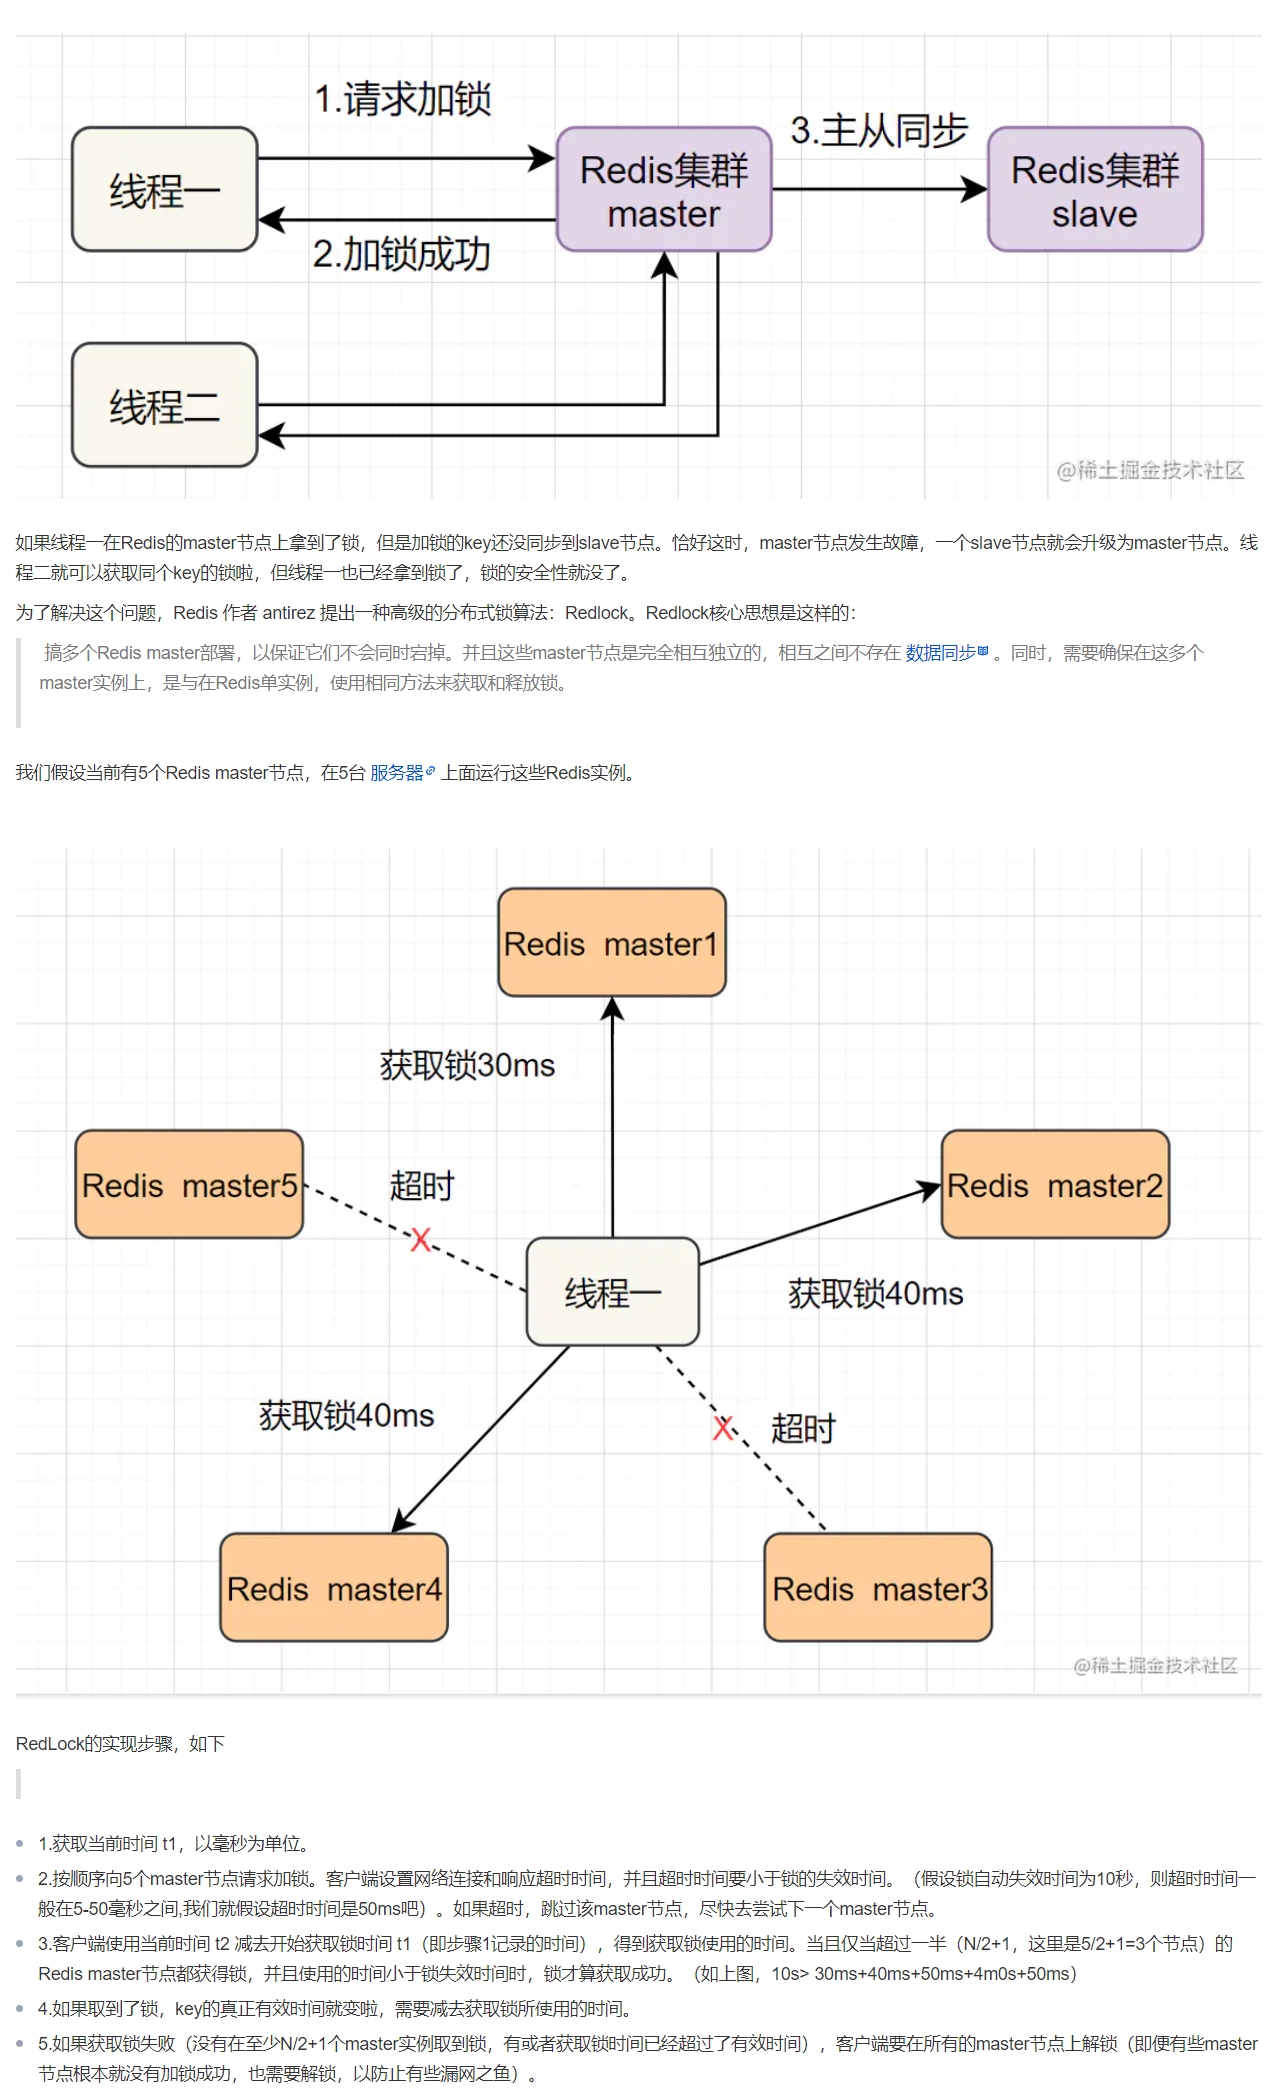 1.请求加锁
3.主从同步
线程一
Redis集群
master
Redis集群
slave
2.加锁成功
线程二
@稀土掘金技术社区
如果线程一在Redis的master节点上拿到了锁，但是加锁的key还没同步到slave节点。恰好这时，master节点发生故障，一个slave节点就会升级为master节点。线
程二就可以获取同个key的锁啦，但线程一也已经拿到锁了，锁的安全性就没了。
为了解决这个问题，Redis 作者 antirez 提出一种高级的分布式锁算法：Redlock。Redlock核心思想是这样的：
搞多个Redis master部署，以保证它们不会同时宕掉。并且这些master节点是完全相互独立的，相互之间不存在 数据同步 。同时，需要确保在这多个
master实例上，是与在Redis单实例，使用相同方法来获取和释放锁。
我们假设当前有5个Redis master节点，在5台 服务器 上面运行这些Redis实例。
Redis master1
获取锁30ms
Redis master5
超时
X
Redis master2
线程一
获取锁40ms
获取锁40ms
X
超时
Redis master4
Redis master3
@稀土掘金技术社区
RedLock的实现步骤，如下
1.获取当前时间 t1，以毫秒为单位。
2.按顺序向5个master节点请求加锁。客户端设置网络连接和响应超时时间，并且超时时间要小于锁的失效时间。（假设锁自动失效时间为10秒，则超时时间一
般在5-50毫秒之间,我们就假设超时时间是50ms吧）。如果超时，跳过该master节点，尽快去尝试下一个master节点。
3.客户端使用当前时间 t2 减去开始获取锁时间 t1（即步骤1记录的时间），得到获取锁使用的时间。当且仅当超过一半（N/2+1，这里是5/2+1=3个节点）的
Redis master节点都获得锁，并且使用的时间小于锁失效时间时，锁才算获取成功。（如上图，10s> 30ms+40ms+50ms+4m0s+50ms）
4.如果取到了锁，key的真正有效时间就变啦，需要减去获取锁所使用的时间。
5.如果获取锁失败（没有在至少N/2+1个master实例取到锁，有或者获取锁时间已经超过了有效时间），客户端要在所有的master节点上解锁（即便有些master
节点根本就没有加锁成功，也需要解锁，以防止有些漏网之鱼）。